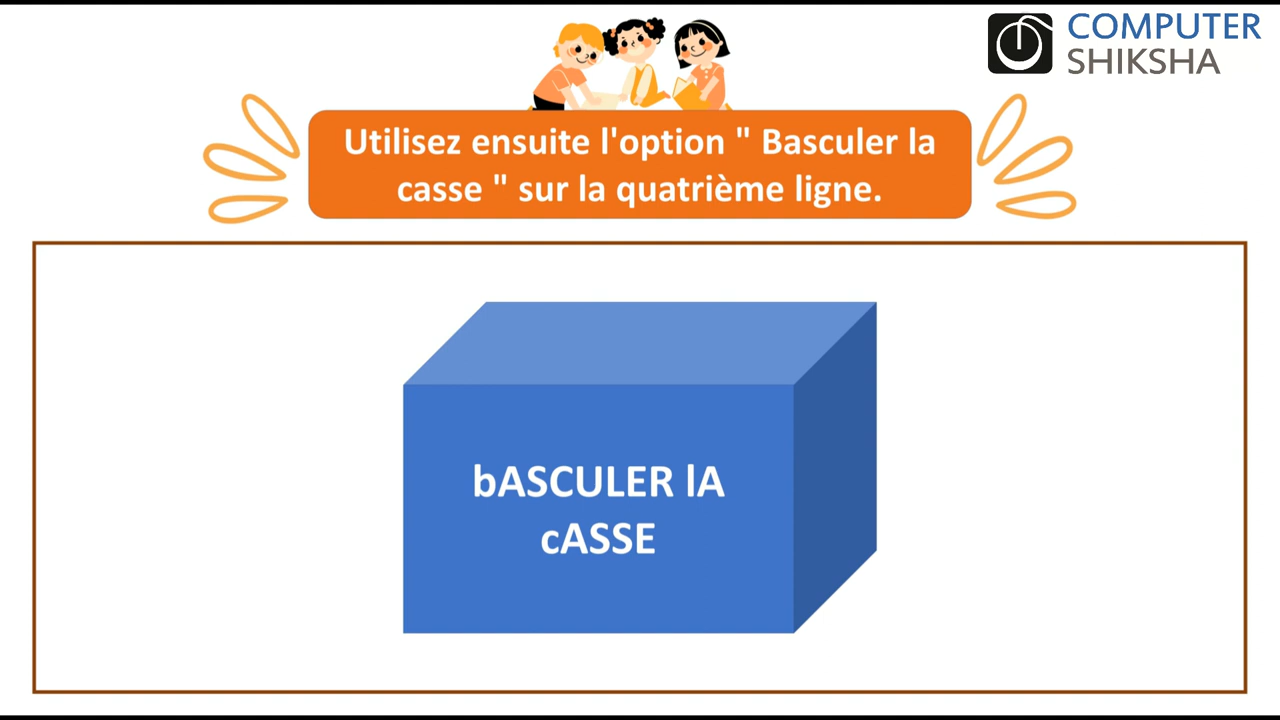 COMPUTER
SHIKSHA
Utilisez ensuite l'option " Basculer la
casse " sur la quatrième ligne.
bASCULER lA
cASSE